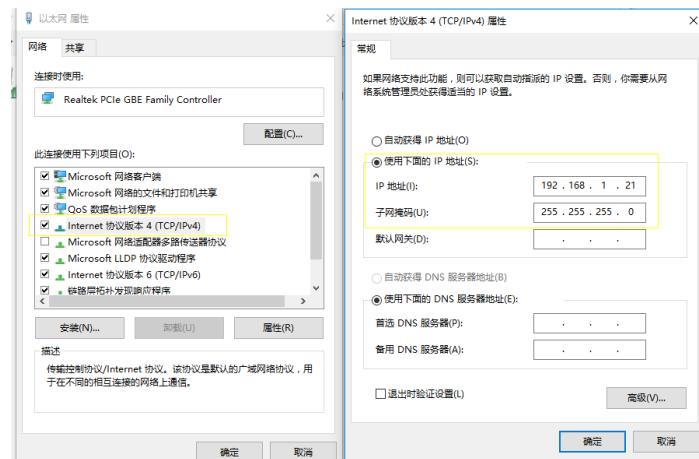 以太网 属性
网络 共享
连接时使用:
Realtek PCIe GBE Family Controller
配置(C)...
此连接使用下列项目(O):
Microsoft 网络客户端
Microsoft 网络的文件和打印机共享
QoS 数据包计划程序
Internet 协议版本 4 (TCP/IPv4)
Microsoft 网络适配器多路传送器协议
Microsoft LLDP 协议驱动程序
Internet 协议版本 6 (TCP/IPv6)
链路层拓扑发现响应程序
安装(N)... 卸载(U) 属性(R)
描述
传输控制协议/Internet 协议。该协议是默认的广域网络协议，用
于在不同的相互连接的网络上通信。
确定 取消
Internet 协议版本 4 (TCP/IPv4) 属性
常规
如果网络支持此功能，则可以获取自动指派的 IP 设置。否则，你需要从网
络系统管理员处获得适当的 IP 设置。
自动获得 IP 地址(O)
使用下面的 IP 地址(S):
IP 地址(I): 192 . 168 . 1 . 21
子网掩码(U): 255 . 255 . 255 . 0
默认网关(D): . . .
自动获得 DNS 服务器地址(B)
使用下面的 DNS 服务器地址(E):
首选 DNS 服务器(P): . . .
备用 DNS 服务器(A): . . .
退出时验证设置(L)
高级(V)...
确定 取消